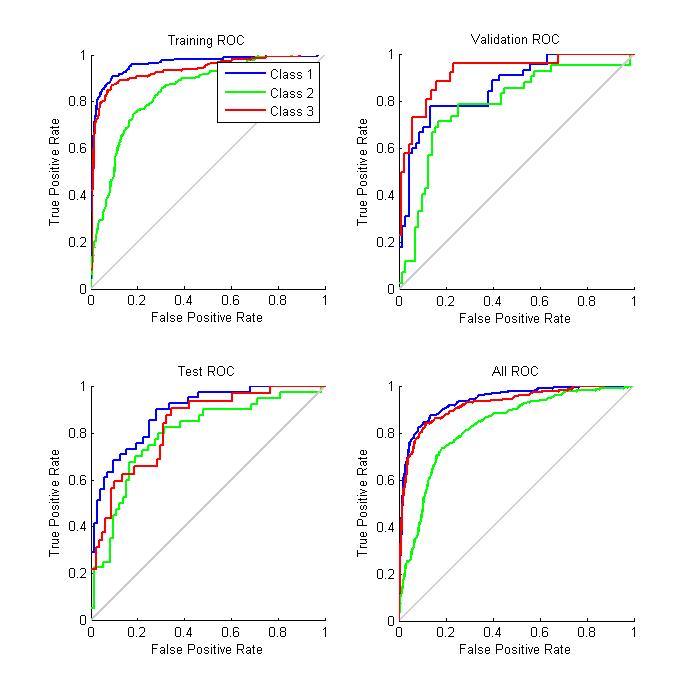 Training ROC
True Positive Rate
1
0.8
0.6
0.4
0.2
0
0 0.2 0.4 0.6 0.8 1
False Positive Rate
Class 1
Class 2
Class 3
Validation ROC
True Positive Rate
1
0.8
0.6
0.4
0.2
0
0 0.2 0.4 0.6 0.8 1
False Positive Rate
Test ROC
True Positive Rate
1
0.8
0.6
0.4
0.2
0
0 0.2 0.4 0.6 0.8 1
False Positive Rate
All ROC
True Positive Rate
1
0.8
0.6
0.4
0.2
0
0 0.2 0.4 0.6 0.8 1
False Positive Rate